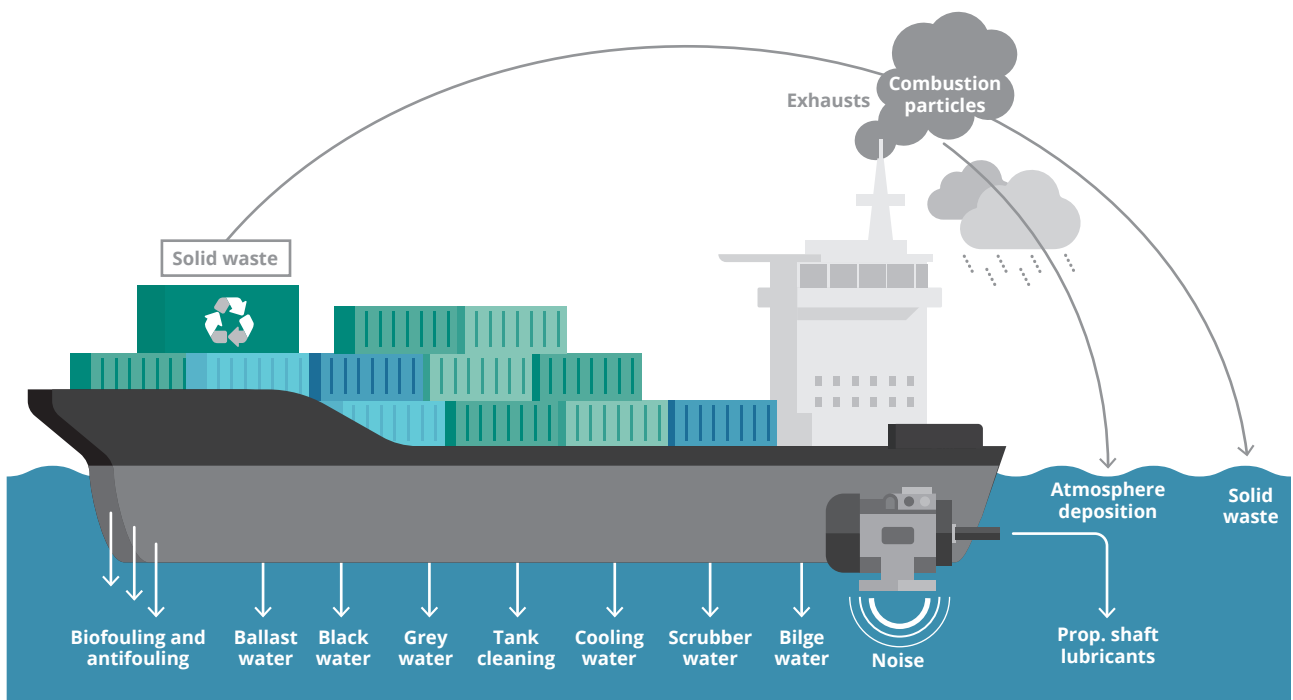 Combustion
particles
Exhausts
Solid waste
Atmosphere
deposition
Solid
waste
Biofouling and
antifouling
Ballast
water
Black
water
Grey
water
Tank
cleaning
Cooling
water
Scrubber
water
Bilge
water
Noise
Prop. shaft
lubricants